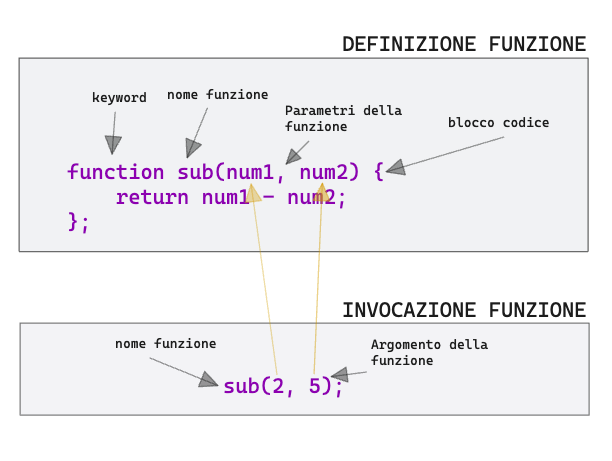 DEFINIZIONE FUNZIONE
keyword
nome funzione
Parametri della
funzione
blocco codice
function sub(num1, num2) {
return num1 - num2;
};
INVOCAZIONE FUNZIONE
nome funzione
Argomento della
funzione
sub(2, 5);